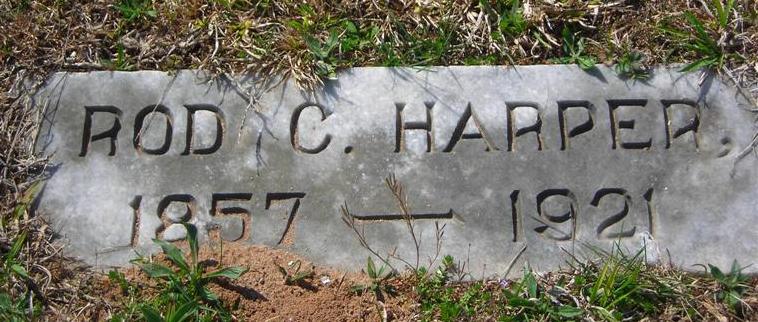 ROD C. HARPER,
1857 — 1921